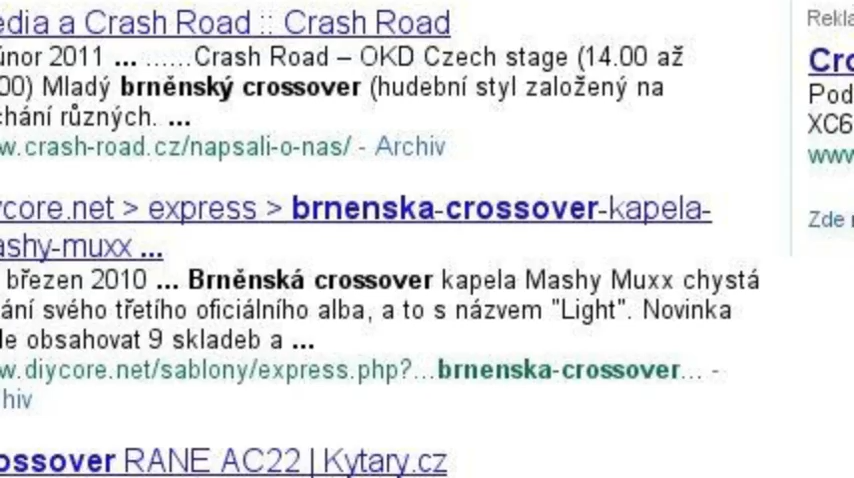 edia a Crash Road :: Crash Road
únor 2011 ... ......Crash Road – OKD Czech stage (14.00 až
00) Mladý brněnský crossover (hudební styl založený na
chání různých. ...
w.crash-road.cz/napsali-o-nas/ - Archiv
ycore.net > express > brnenska-crossover-kapela-
ashy-muxx ...
březen 2010 ... Brněnská crossover kapela Mashy Muxx chystá
ání svého třetího oficiálního alba, a to s názvem "Light". Novinka
de obsahovat 9 skladeb a ...
w.diycore.net/sablony/express.php?...brnenska-crossover... -
hiv
ossover RANE AC22 | Kytary.cz
Rekla
Cro
Pod
XC6
www
Zde